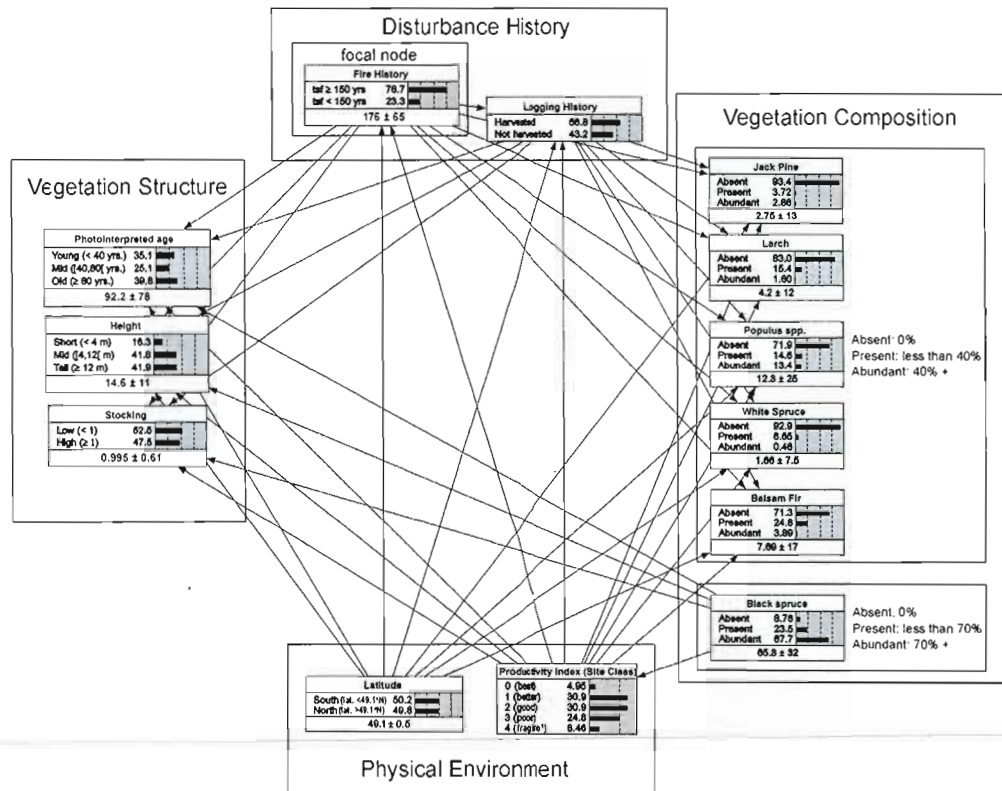 Disturbance History
focal node
Fire History
tsf ≥ 150 yrs 76.7
tsf < 150 yrs 23.3
176 ± 65
Logging History
Harvested 56.8
Not harvested 43.2
Vegetation Structure
PhotoInterpreted age
Young (< 40 yrs.) 35.1
Mid ([40,80[ yrs.) 25.1
Old (≥ 80 yrs.) 39.8
92.2 ± 78
Height
Short (< 4 m) 16.3
Mid ([4,12[ m) 41.8
Tall (≥ 12 m) 41.9
14.6 ± 11
Stocking
Low (< 1) 52.5
High (≥ 1) 47.5
0.995 ± 0.61
Vegetation Composition
Jack Pine
Absent 93.4
Present 3.72
Abundant 2.88
2.75 ± 13
Larch
Absent 83.0
Present 15.4
Abundant 1.60
4.2 ± 12
Populus spp.
Absent 71.9
Present 14.6
Abundant 13.4
12.3 ± 25
White Spruce
Absent 92.9
Present 6.65
Abundant 0.46
1.66 ± 7.5
Balsam Fir
Absent 71.3
Present 24.8
Abundant 3.89
7.69 ± 17
Absent: 0%
Present: less than 40%
Abundant: 40% +
Black spruce
Absent 8.76
Present 23.5
Abundant 67.7
65.8 ± 32
Absent: 0%
Present: less than 70%
Abundant: 70% +
Latitude
South (lat. <49.1°N) 50.2
North (lat. >49.1°N) 49.8
49.1 ± 0.5
Productivity Index (Site Class)
0 (best) 4.95
1 (better) 30.9
2 (good) 30.9
3 (poor) 24.8
4 (fragile¹) 8.46
Physical Environment